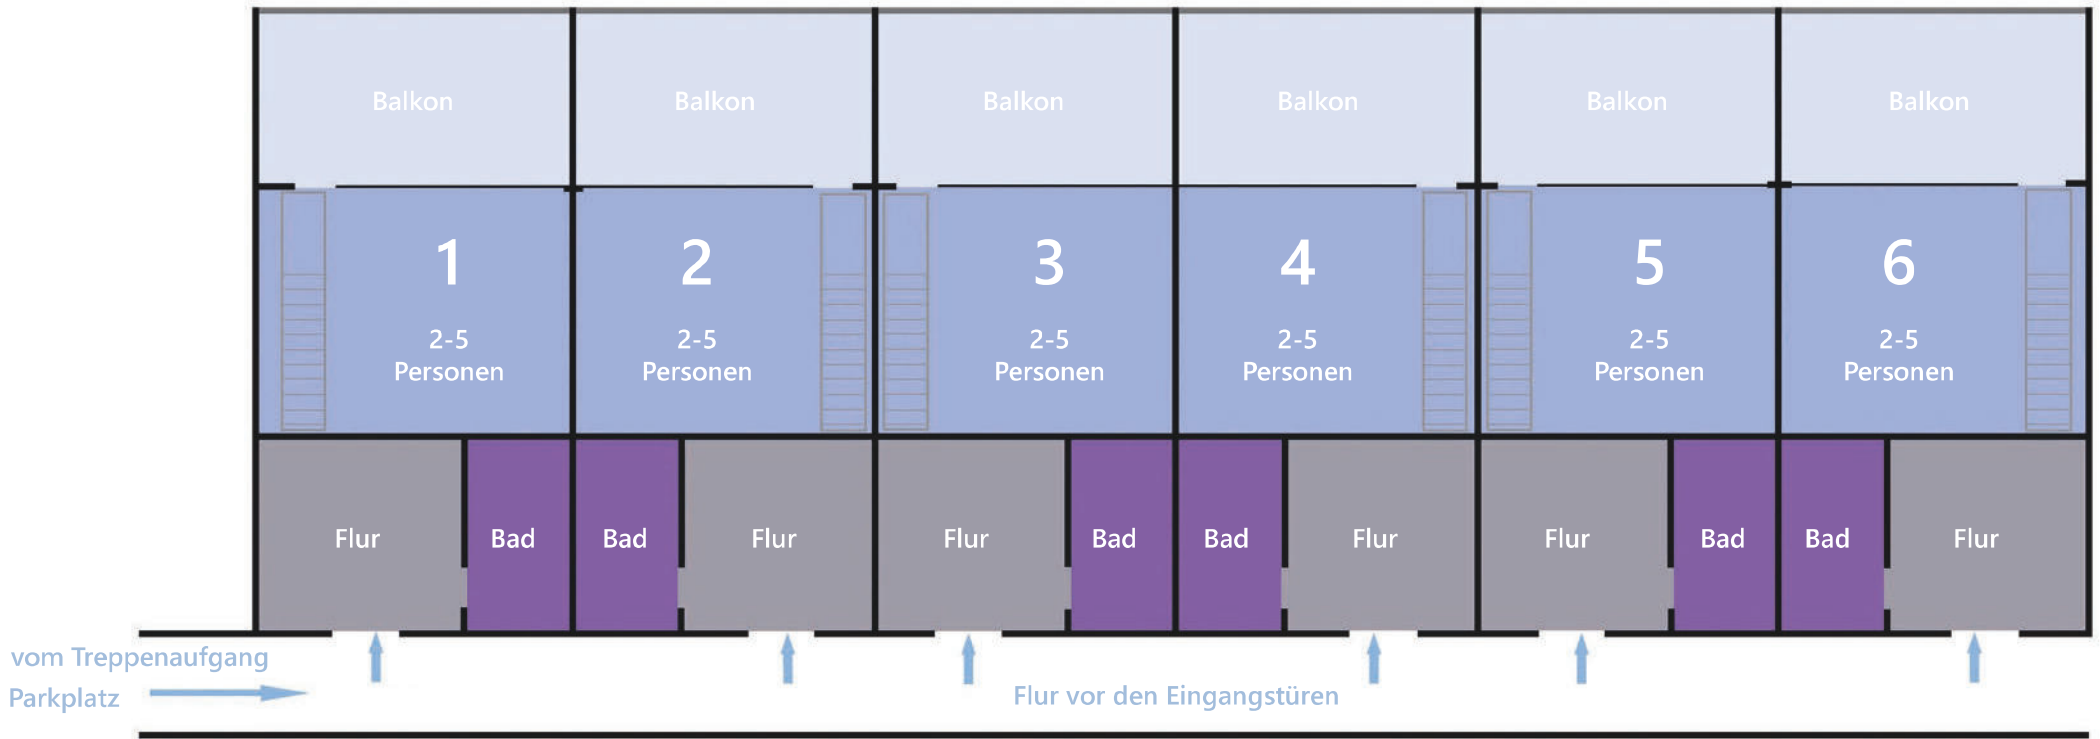 Balkon Balkon Balkon Balkon Balkon Balkon
1 2 3 4 5 6
2-5 2-5 2-5 2-5 2-5 2-5
Personen Personen Personen Personen Personen Personen
Flur Bad Bad Flur Flur Bad Bad Flur Flur Bad Bad Flur
vom Treppenaufgang
Parkplatz
Flur vor den Eingangstüren